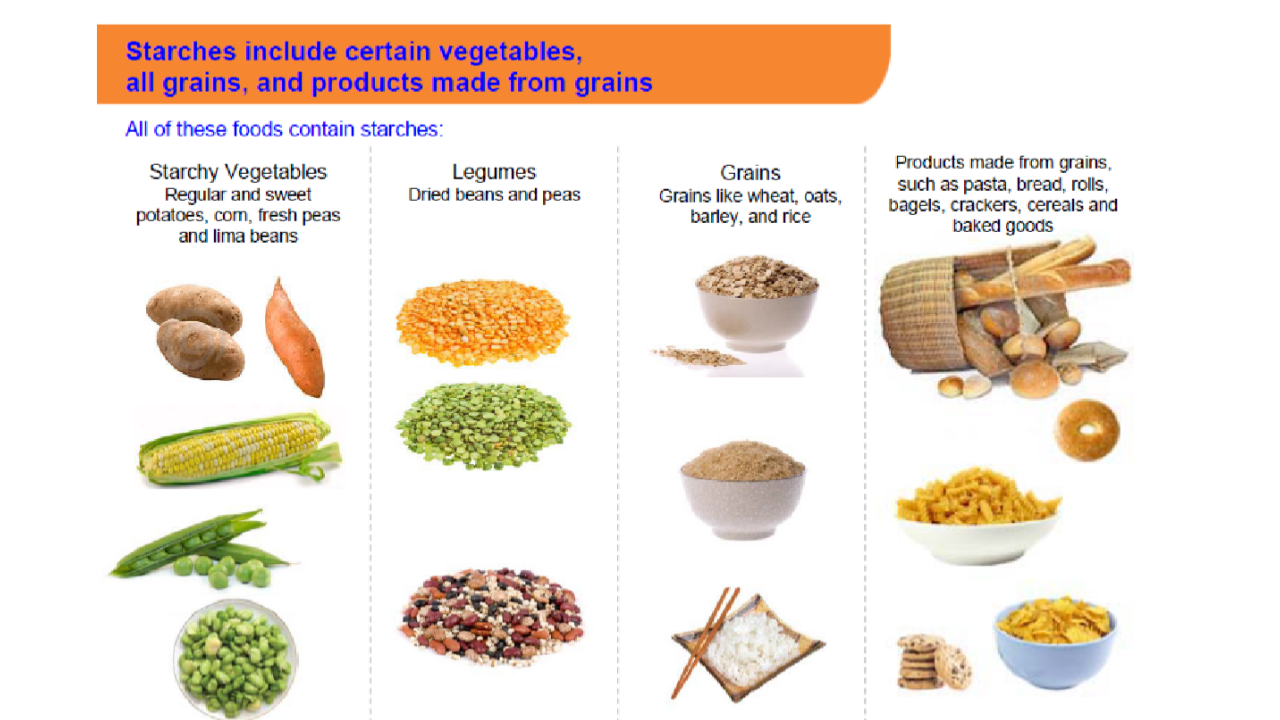 Starches include certain vegetables,
all grains, and products made from grains
All of these foods contain starches:
Starchy Vegetables
Regular and sweet
potatoes, corn, fresh peas
and lima beans
Legumes
Dried beans and peas
Grains
Grains like wheat, oats,
barley, and rice
Products made from grains,
such as pasta, bread, rolls,
bagels, crackers, cereals and
baked goods